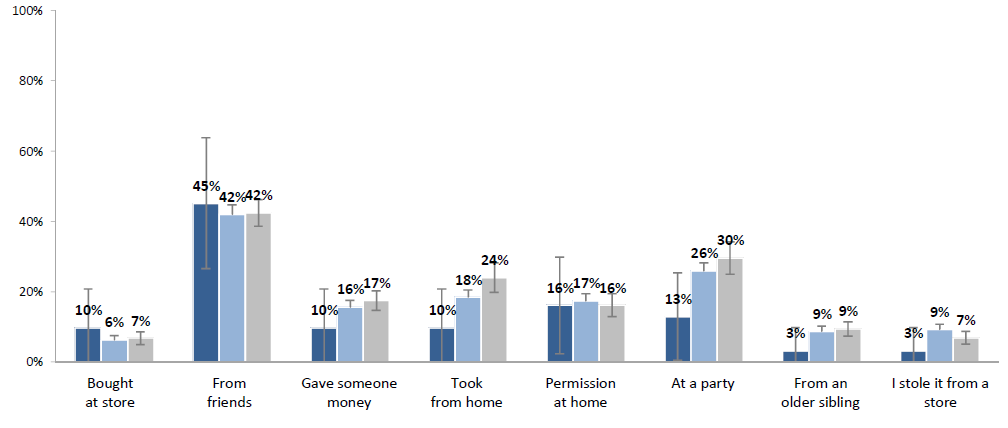 100%
80%
60%
40%
20%
0%
10%
6%
7%
45%
42%
42%
10%
16%
17%
10%
18%
24%
16%
17%
16%
13%
26%
30%
3%
9%
9%
3%
9%
7%
Bought
at store
From
friends
Gave someone
money
Took
from home
Permission
at home
At a party
From an
older sibling
I stole it from a
store